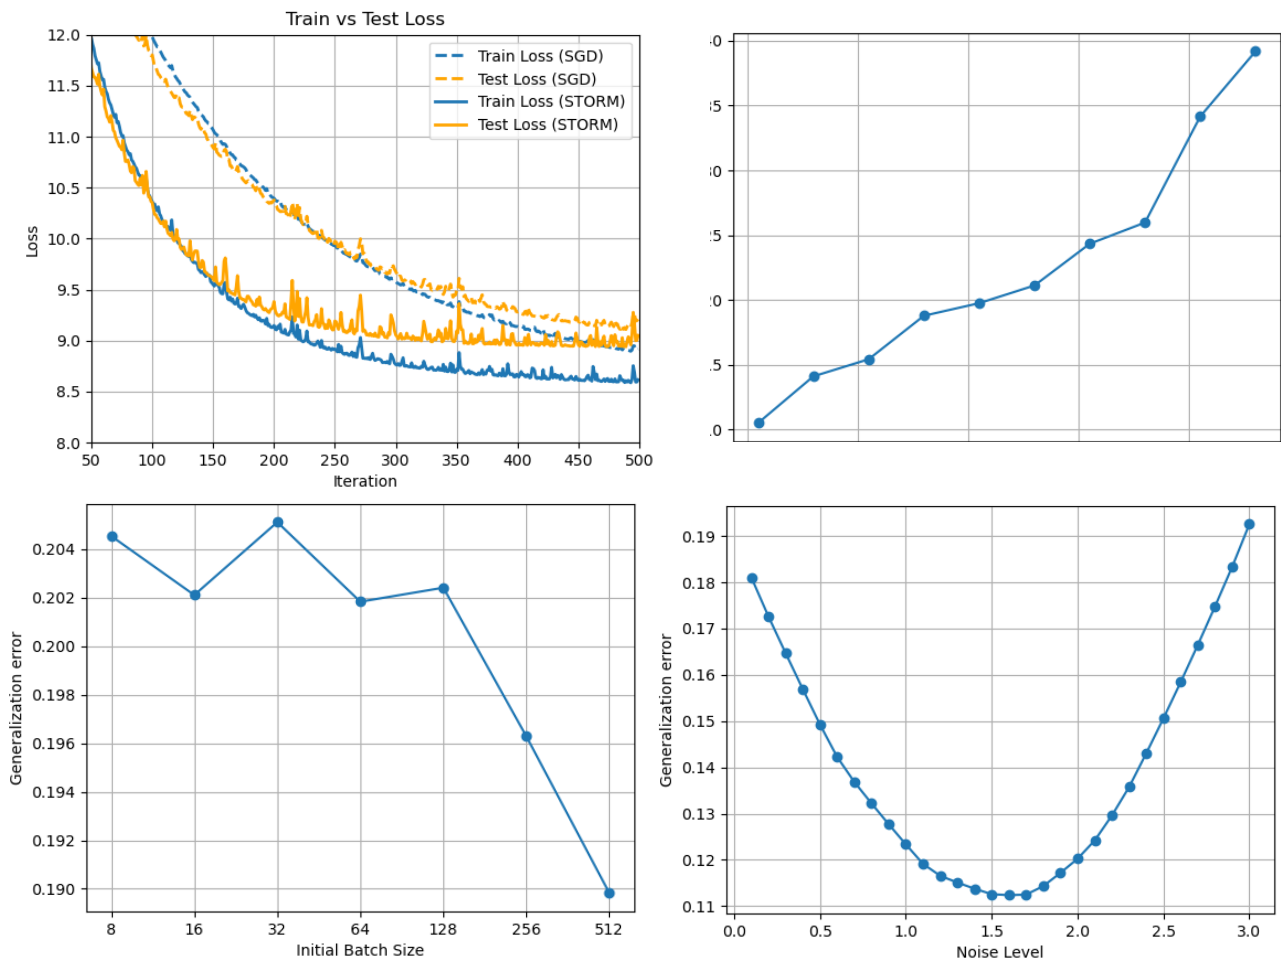 Train vs Test Loss
12.0
11.5
11.0
10.5
10.0
9.5
9.0
8.5
8.0
Loss
Train Loss (SGD)
Test Loss (SGD)
Train Loss (STORM)
Test Loss (STORM)
50 100 150 200 250 300 350 400 450 500
Iteration
.0
0.204
0.202
0.200
0.198
0.196
0.194
0.192
0.190
Generalization error
8 16 32 64 128 256 512
Initial Batch Size
0.19
0.18
0.17
0.16
0.15
0.14
0.13
0.12
0.11
Generalization error
0.0 0.5 1.0 1.5 2.0 2.5 3.0
Noise Level